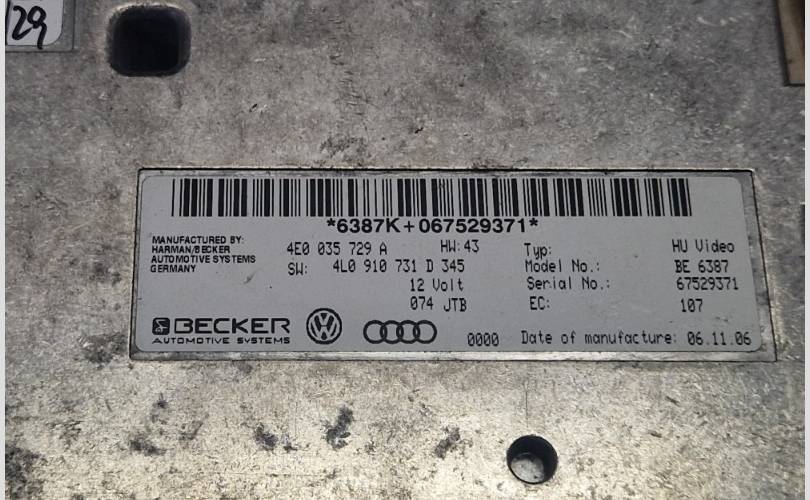 /29
*6387K+067529371*
MANUFACTURED BY:
HARMAN/BECKER
AUTOMOTIVE SYSTEMS
GERMANY
4E0 035 729 A HW:43
SW: 4L0 910 731 D 345
12 Volt
074 JTB
Typ: HU Video
Model No.: BE 6387
Serial No.: 67529371
EC: 107
BECKER
AUTOMOTIVE SYSTEMS
0000 Date of manufacture: 06.11.06